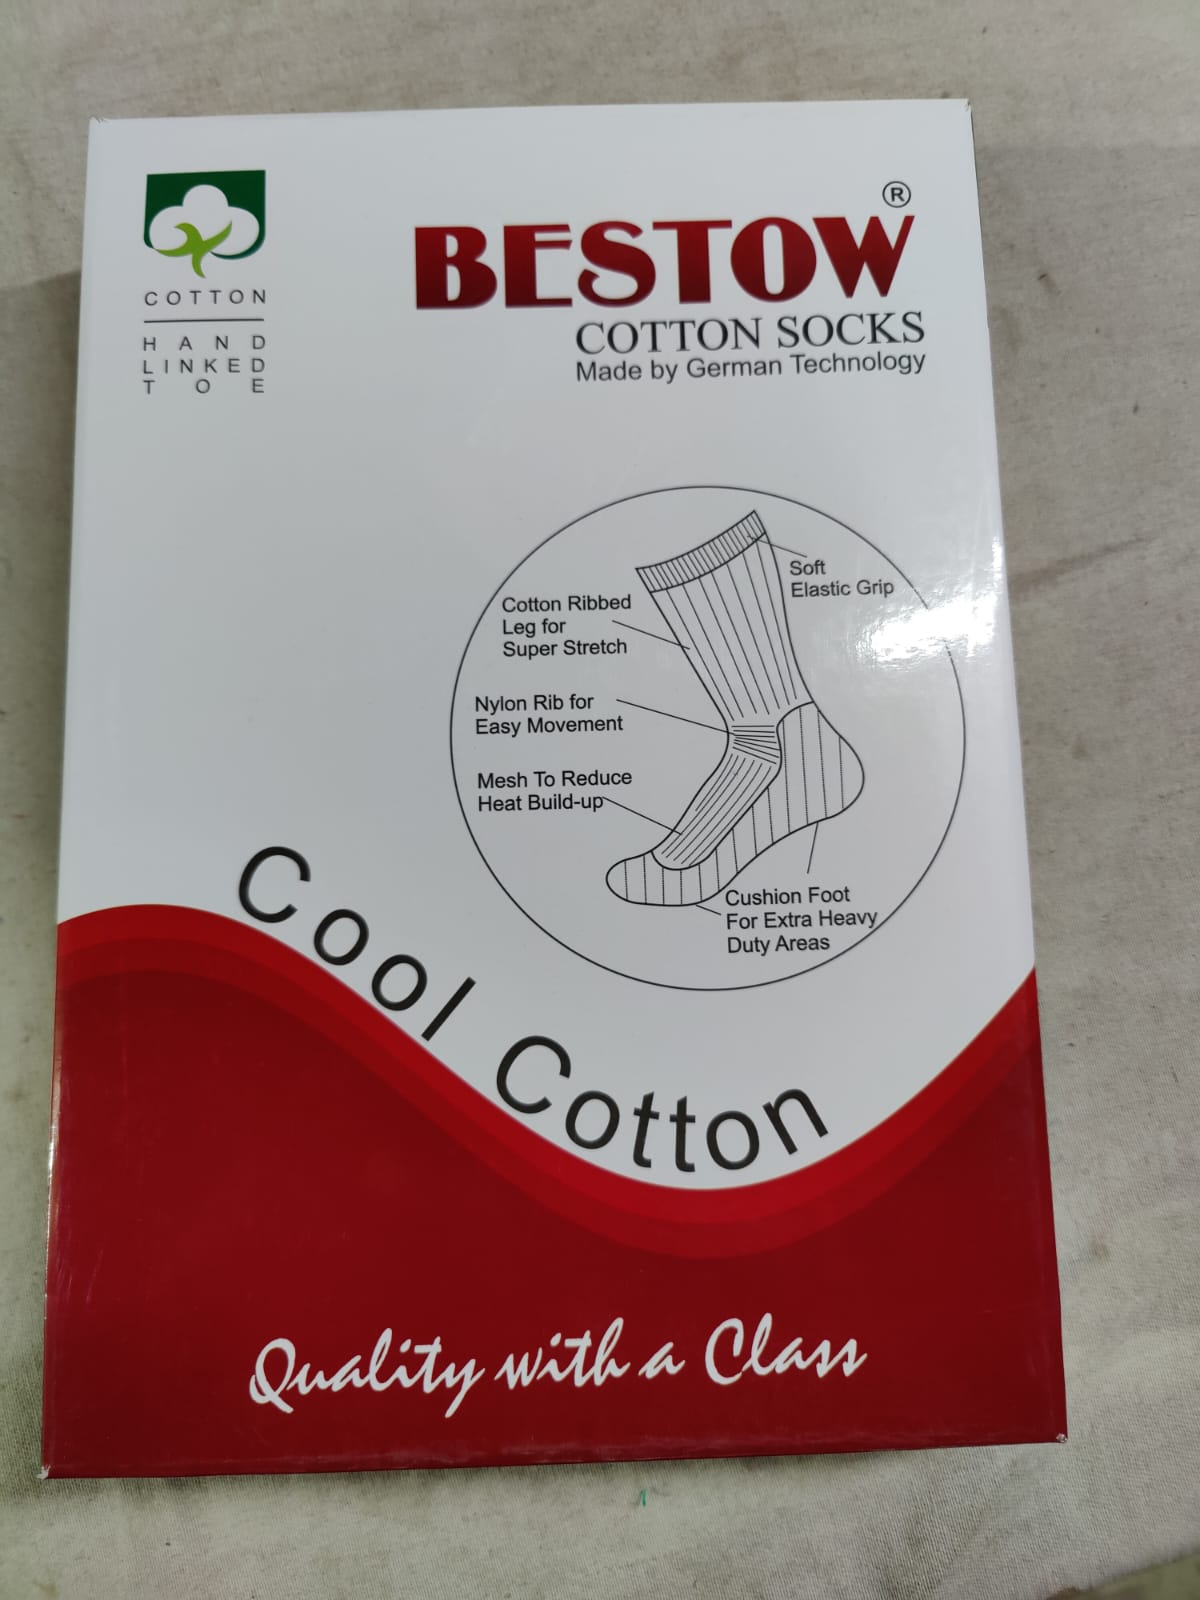 COTTON
HAND
LINKED
TOE
®
BESTOW
COTTON SOCKS
Made by German Technology
Soft
Elastic Grip
Cotton Ribbed
Leg for
Super Stretch
Nylon Rib for
Easy Movement
Mesh To Reduce
Heat Build-up
Cushion Foot
For Extra Heavy
Duty Areas
Cool Cotton
Quality with a Class